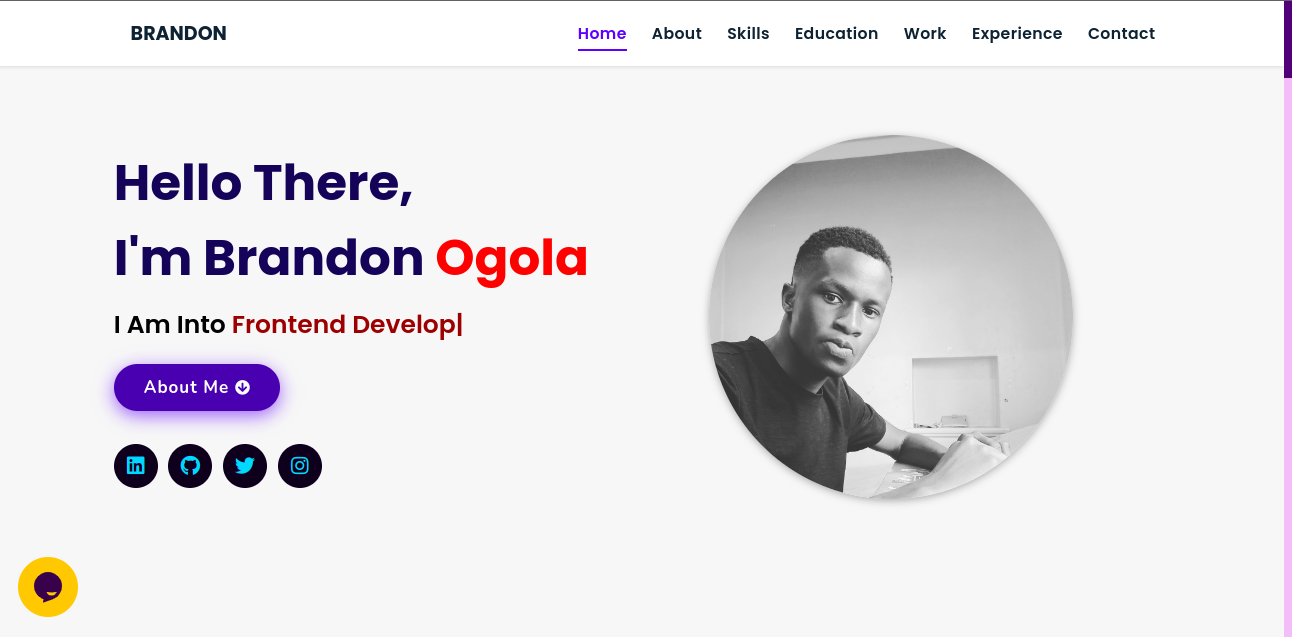 BRANDON
Home About Skills Education Work Experience Contact
Hello There,
I'm Brandon Ogola
I Am Into Frontend Develop|
About Me